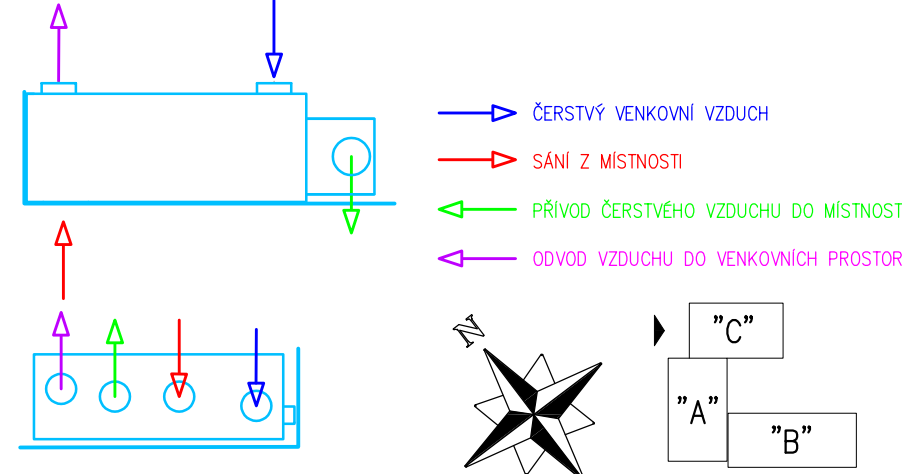 ČERSTVÝ VENKOVNÍ VZDUCH
SÁNÍ Z MÍSTNOSTI
PŘÍVOD ČERSTVÉHO VZDUCHU DO MÍSTNOST
ODVOD VZDUCHU DO VENKOVNÍCH PROSTOR
N
"C"
"A"
"B"